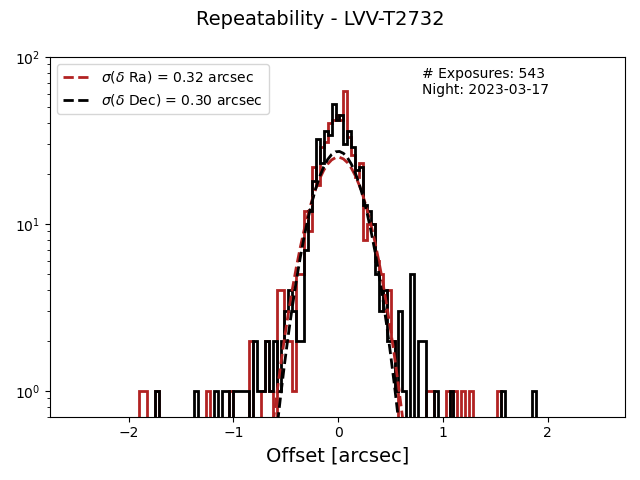 Repeatability - LVV-T2732
σ(δ Ra) = 0.32 arcsec
σ(δ Dec) = 0.30 arcsec
# Exposures: 543
Night: 2023-03-17
10²
10¹
10⁰
−2 −1 0 1 2
Offset [arcsec]